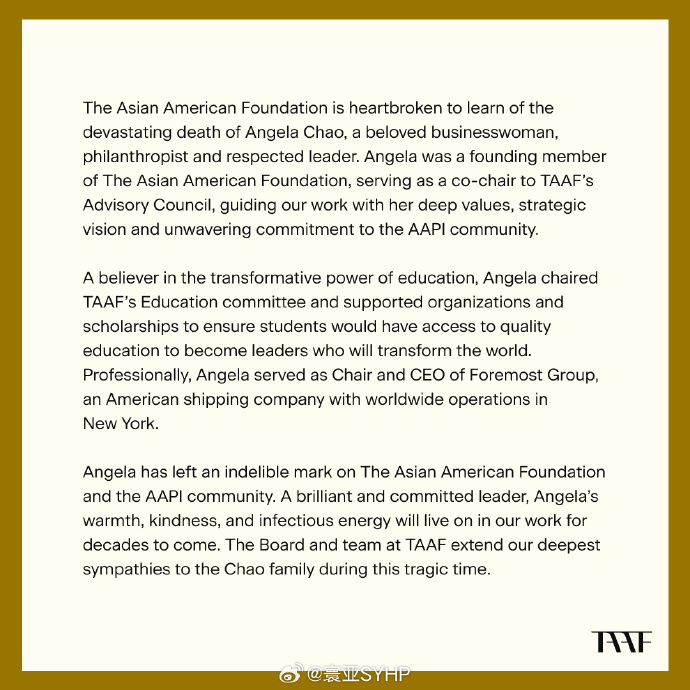 The Asian American Foundation is heartbroken to learn of the
devastating death of Angela Chao, a beloved businesswoman,
philanthropist and respected leader. Angela was a founding member
of The Asian American Foundation, serving as a co-chair to TAAF's
Advisory Council, guiding our work with her deep values, strategic
vision and unwavering commitment to the AAPI community.
A believer in the transformative power of education, Angela chaired
TAAF's Education committee and supported organizations and
scholarships to ensure students would have access to quality
education to become leaders who will transform the world.
Professionally, Angela served as Chair and CEO of Foremost Group,
an American shipping company with worldwide operations in
New York.
Angela has left an indelible mark on The Asian American Foundation
and the AAPI community. A brilliant and committed leader, Angela's
warmth, kindness, and infectious energy will live on in our work for
decades to come. The Board and team at TAAF extend our deepest
sympathies to the Chao family during this tragic time.
TAAF
@寰亚SYHP